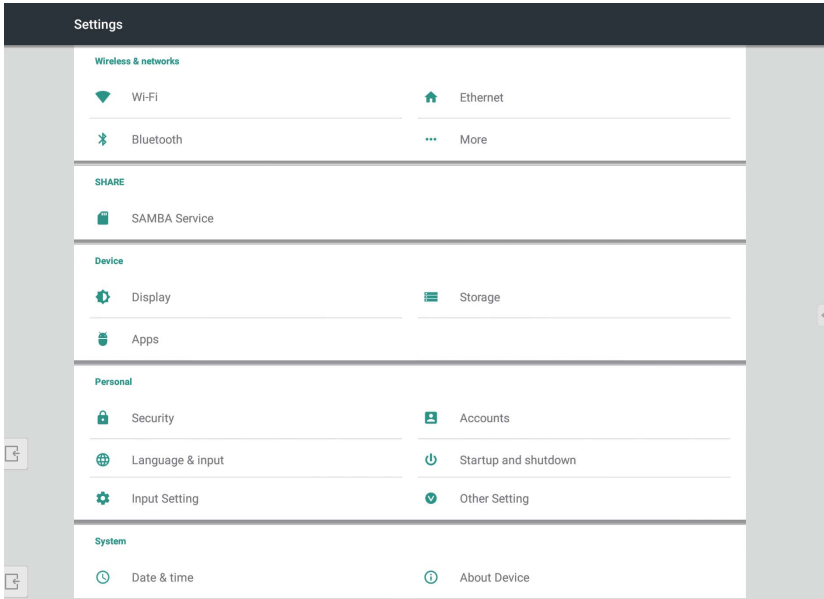 Settings
Wireless & networks
Wi-Fi
Ethernet
Bluetooth
More
SHARE
SAMBA Service
Device
Display
Storage
Apps
Personal
Security
Accounts
Language & input
Startup and shutdown
Input Setting
Other Setting
System
Date & time
About Device